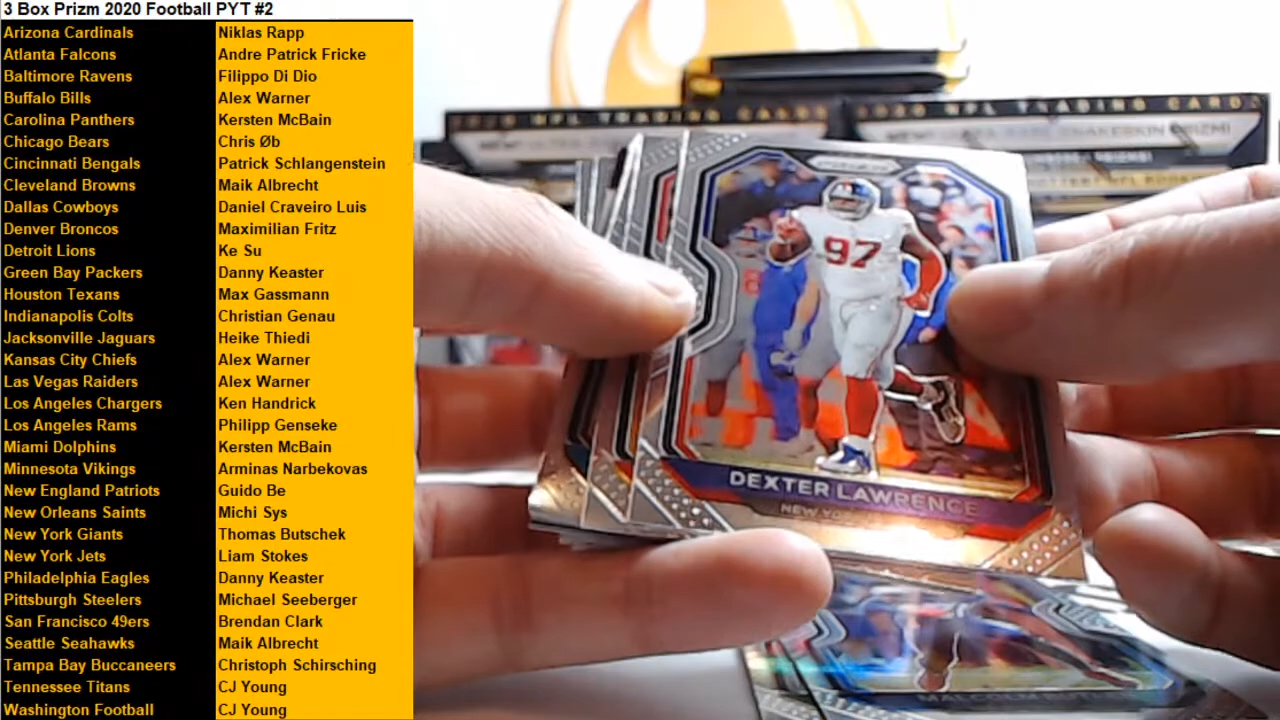 3 Box Prizm 2020 Football PYT #2
Arizona Cardinals Niklas Rapp
Atlanta Falcons Andre Patrick Fricke
Baltimore Ravens Filippo Di Dio
Buffalo Bills Alex Warner
Carolina Panthers Kersten McBain
Chicago Bears Chris Øb
Cincinnati Bengals Patrick Schlangenstein
Cleveland Browns Maik Albrecht
Dallas Cowboys Daniel Craveiro Luis
Denver Broncos Maximilian Fritz
Detroit Lions Ke Su
Green Bay Packers Danny Keaster
Houston Texans Max Gassmann
Indianapolis Colts Christian Genau
Jacksonville Jaguars Heike Thiedi
Kansas City Chiefs Alex Warner
Las Vegas Raiders Alex Warner
Los Angeles Chargers Ken Handrick
Los Angeles Rams Philipp Genseke
Miami Dolphins Kersten McBain
Minnesota Vikings Arminas Narbekovas
New England Patriots Guido Be
New Orleans Saints Michi Sys
New York Giants Thomas Butschek
New York Jets Liam Stokes
Philadelphia Eagles Danny Keaster
Pittsburgh Steelers Michael Seeberger
San Francisco 49ers Brendan Clark
Seattle Seahawks Maik Albrecht
Tampa Bay Buccaneers Christoph Schirsching
Tennessee Titans CJ Young
Washington Football CJ Young
NFL TRADING CARDS
NFL TRADING CARDS
SNAKESKIN PRIZM!
97
DEXTER LAWRENCE
NEW